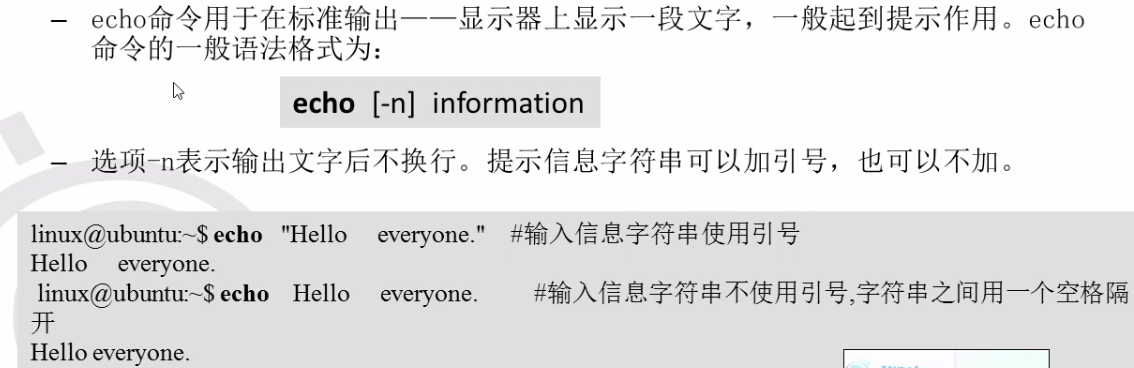 – echo命令用于在标准输出——显示器上显示一段文字，一般起到提示作用。echo
命令的一般语法格式为：
echo [-n] information
– 选项-n表示输出文字后不换行。提示信息字符串可以加引号，也可以不加。
linux@ubuntu:~$ echo "Hello    everyone." #输入信息字符串使用引号
Hello    everyone.
linux@ubuntu:~$ echo Hello    everyone. #输入信息字符串不使用引号,字符串之间用一个空格隔
开
Hello everyone.